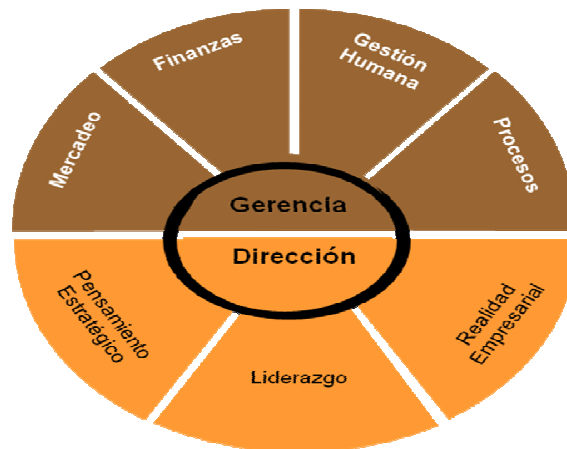 Mercadeo
Finanzas
Gestión
Humana
Procesos
Gerencia
Dirección
Pensamiento
Estratégico
Liderazgo
Realidad
Empresarial